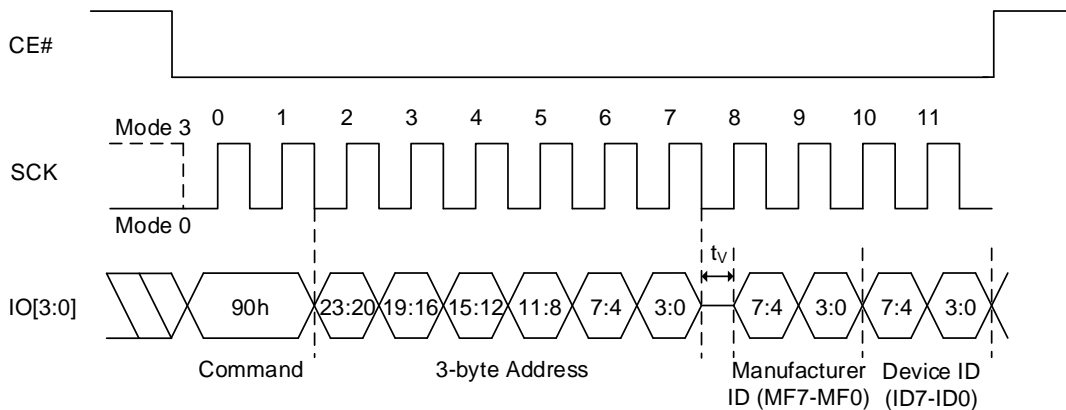 CE#
0 1 2 3 4 5 6 7 8 9 10 11
Mode 3
SCK
Mode 0
tV
IO[3:0] 90h 23:20 19:16 15:12 11:8 7:4 3:0 7:4 3:0 7:4 3:0
Command 3-byte Address Manufacturer Device ID
ID (MF7-MF0) (ID7-ID0)